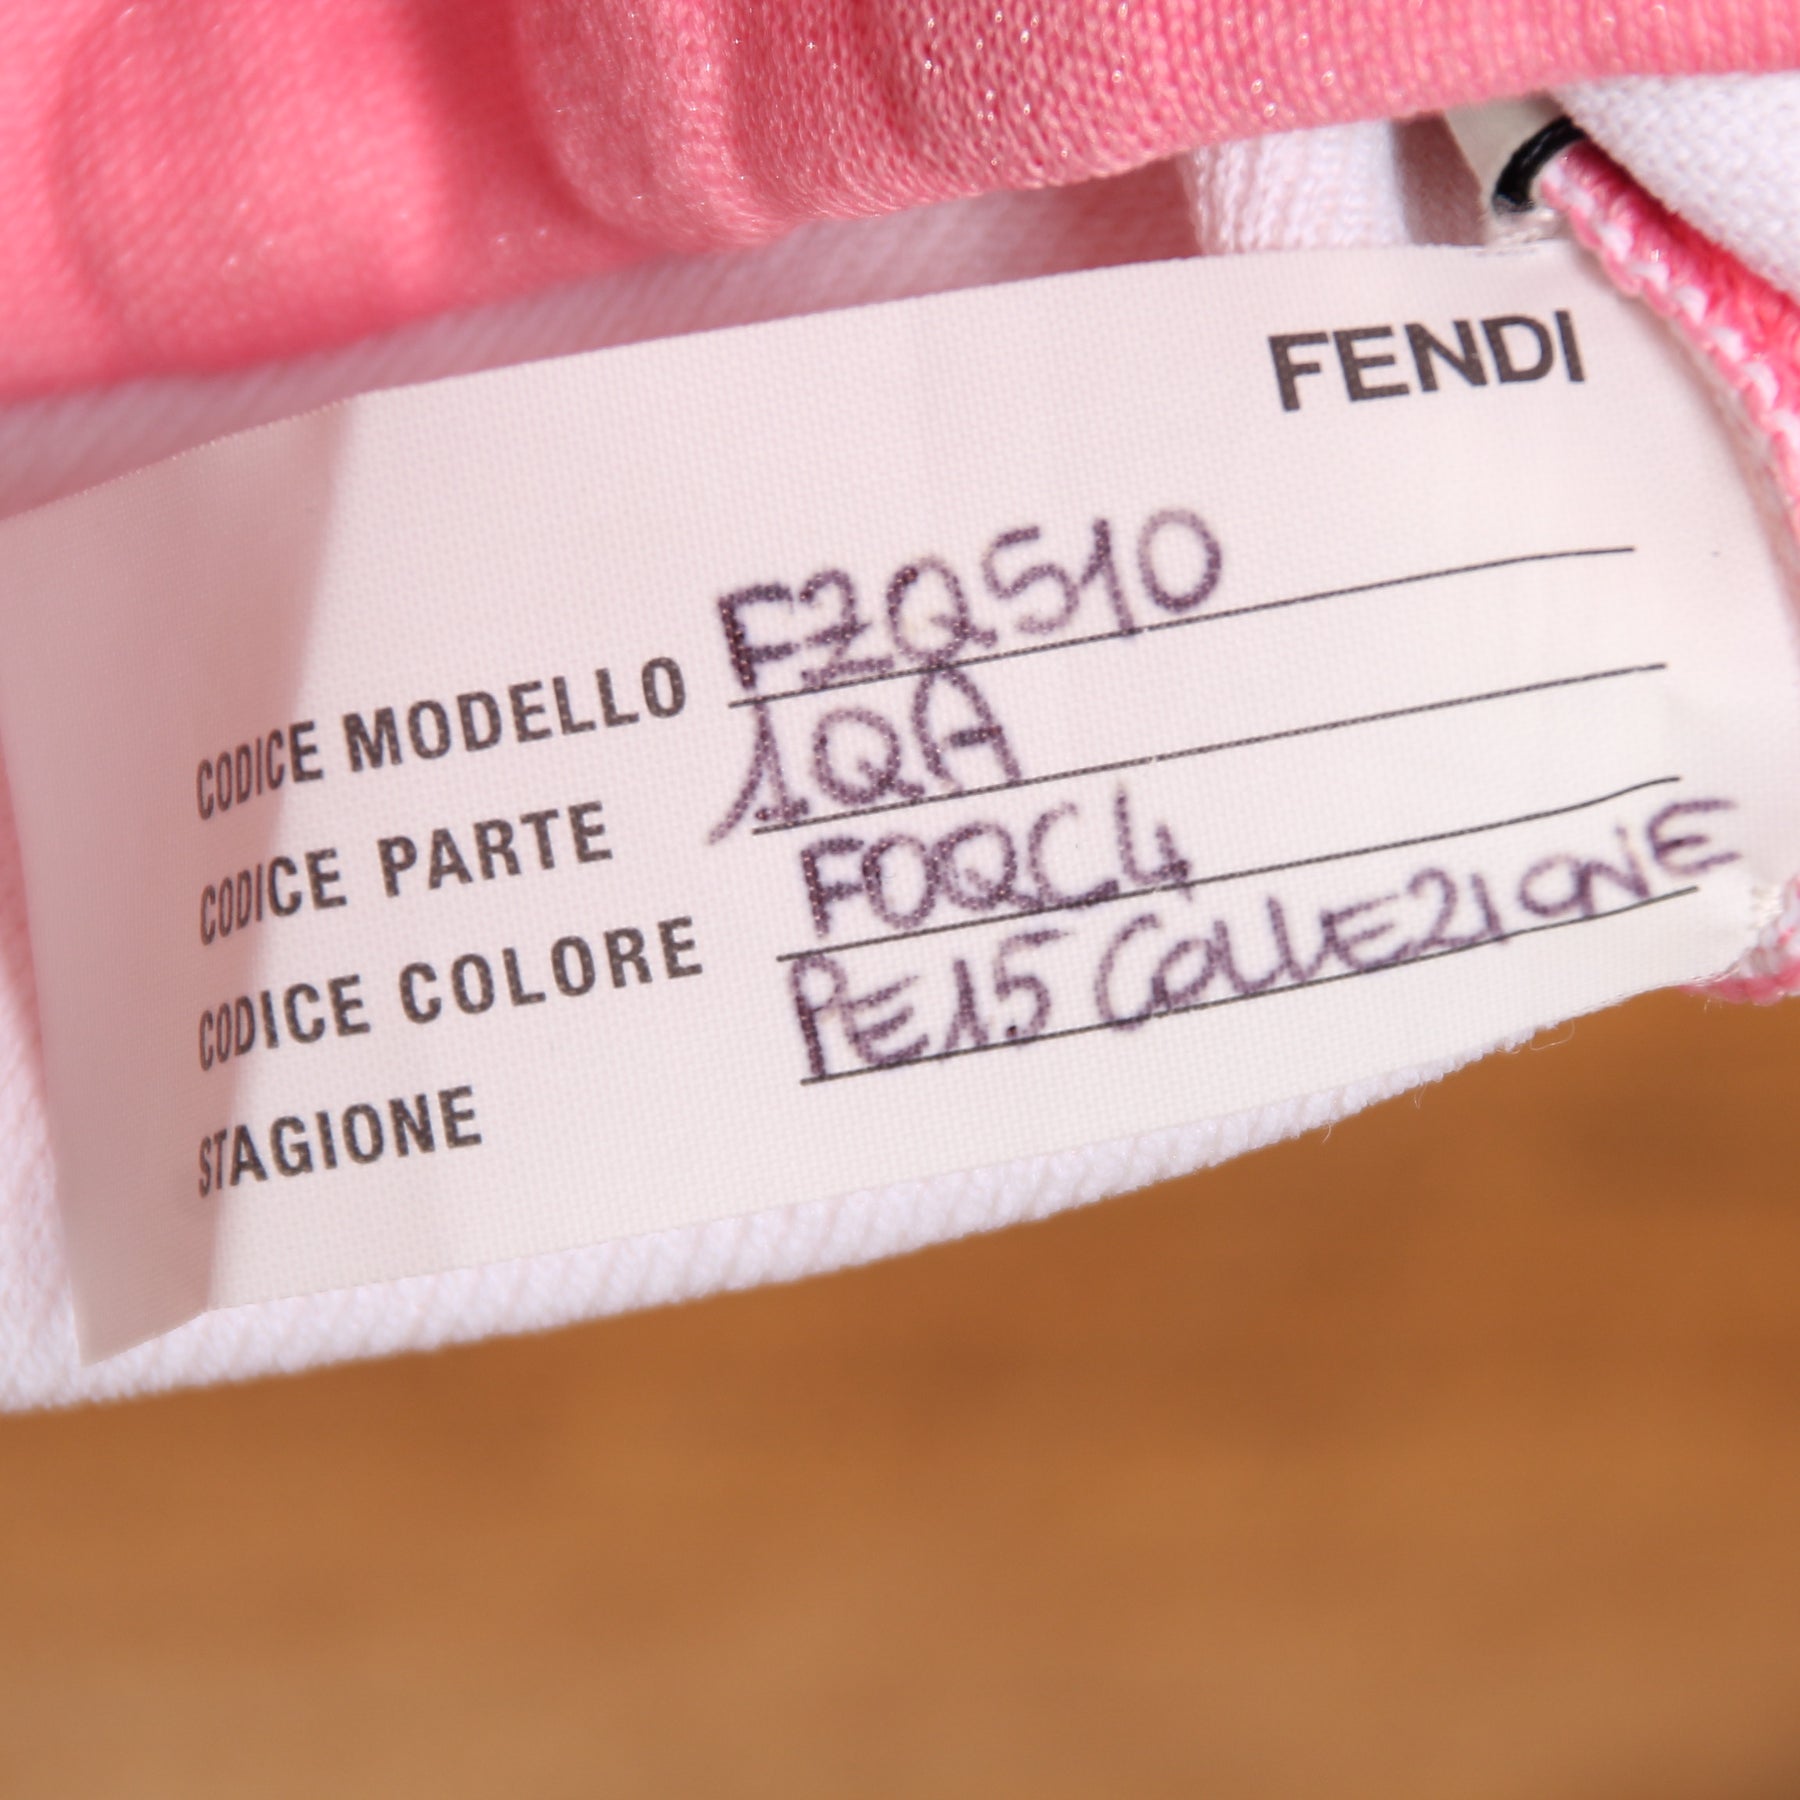 FENDI
CODICE MODELLO FZQ510
CODICE PARTE 1QA
CODICE COLORE F0QC4
STAGIONE PE15 COLLEZIONE